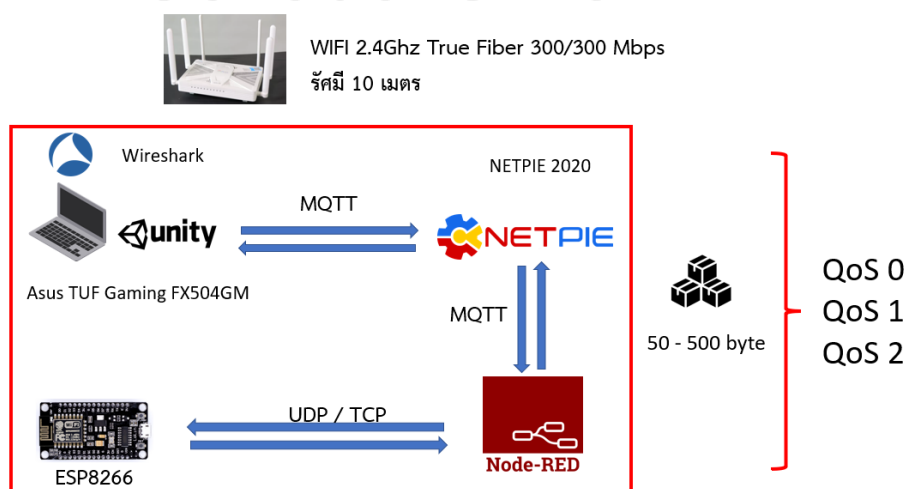 WIFI 2.4Ghz True Fiber 300/300 Mbps
รัศมี 10 เมตร
Wireshark
NETPIE 2020
MQTT
unity
NETPIE
Asus TUF Gaming FX504GM
MQTT
50 - 500 byte
QoS 0
QoS 1
QoS 2
UDP / TCP
Node-RED
ESP8266